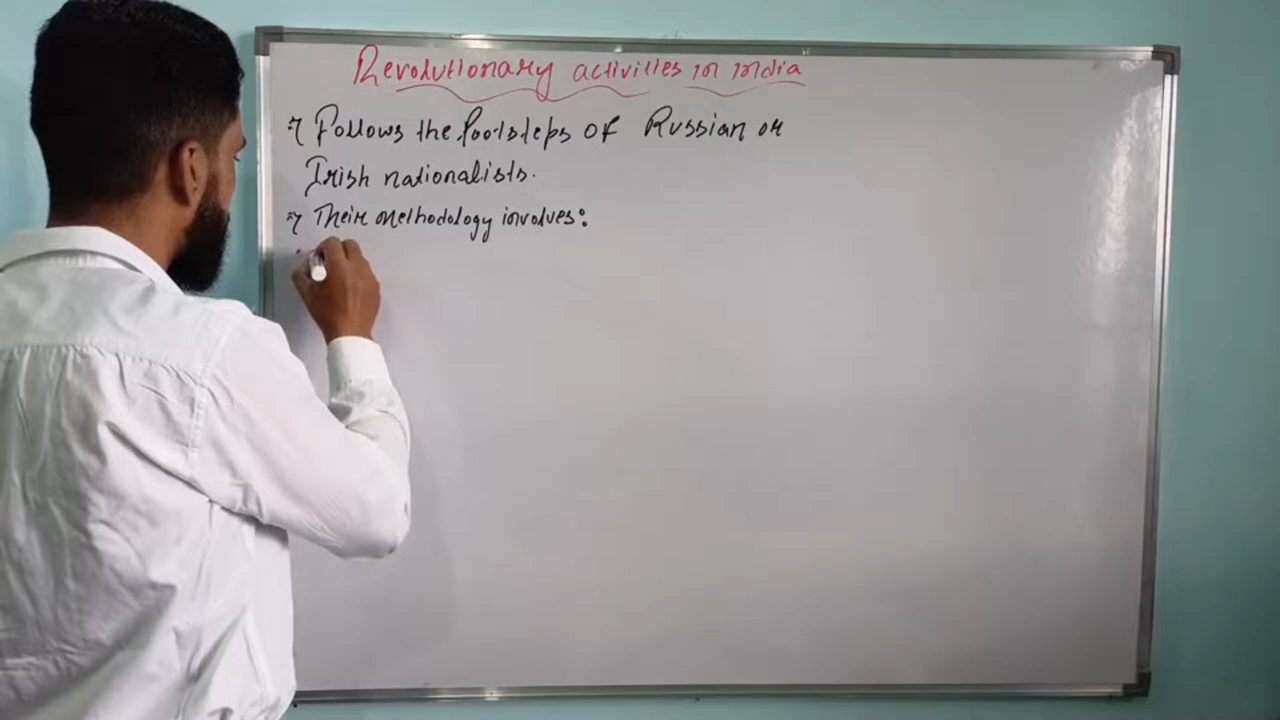 Revolutionary activities in India
→ Follows the footsteps of Russian or
Irish nationalists.
→ Their methodology involves: